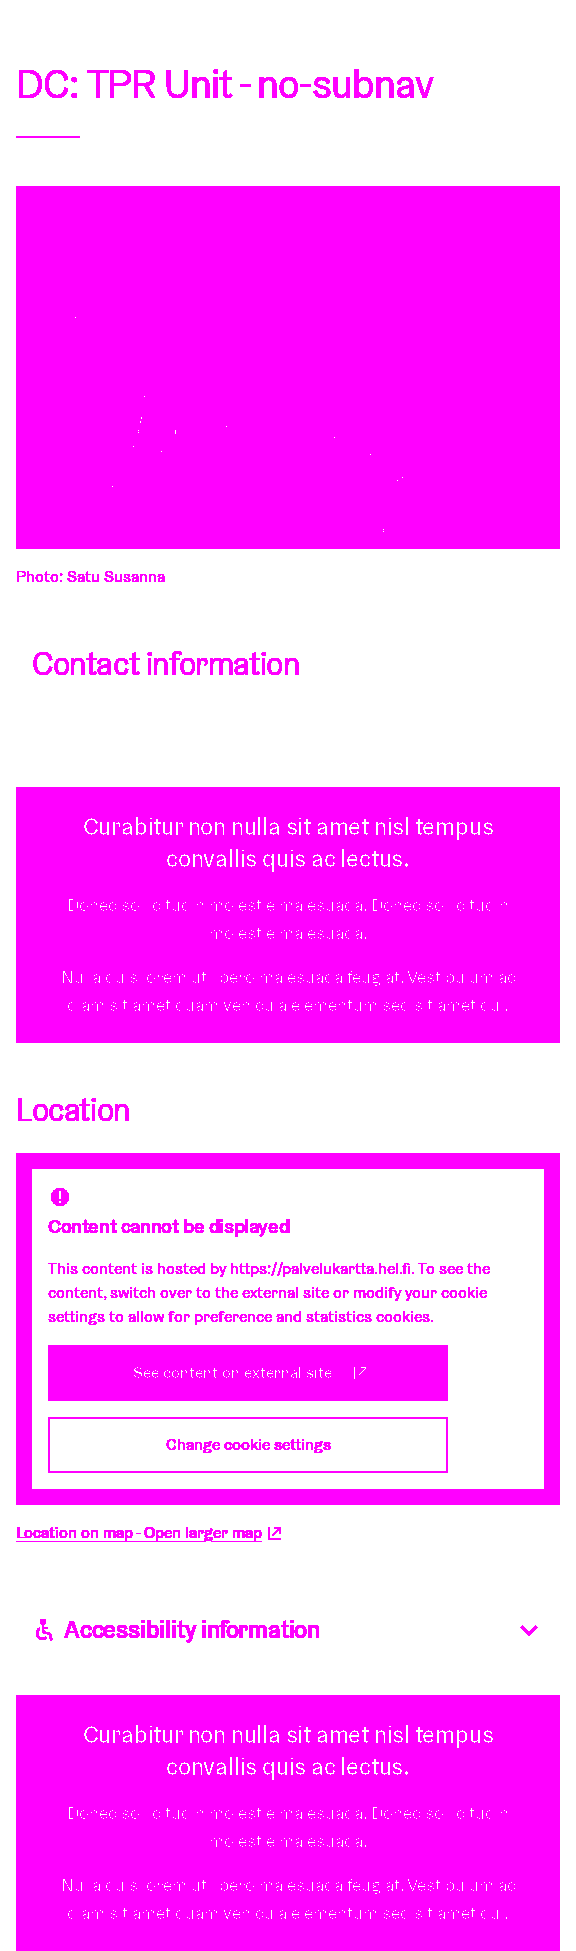 DC: TPR Unit - no-subnav
Photo: Satu Susanna
Contact information
Curabitur non nulla sit amet nisl tempus
convallis quis ac lectus.
Donec sollicitudin molestie malesuada. Donec sollicitudin
molestie malesuada.
Nulla quis lorem ut libero malesuada feugiat. Vestibulum ac
diam sit amet quam vehicula elementum sed sit amet dui.
Location
Content cannot be displayed
This content is hosted by https://palvelukartta.hel.fi. To see the
content, switch over to the external site or modify your cookie
settings to allow for preference and statistics cookies.
See content on external site
Change cookie settings
Location on map - Open larger map
Accessibility information
Curabitur non nulla sit amet nisl tempus
convallis quis ac lectus.
Donec sollicitudin molestie malesuada. Donec sollicitudin
molestie malesuada.
Nulla quis lorem ut libero malesuada feugiat. Vestibulum ac
diam sit amet quam vehicula elementum sed sit amet dui.